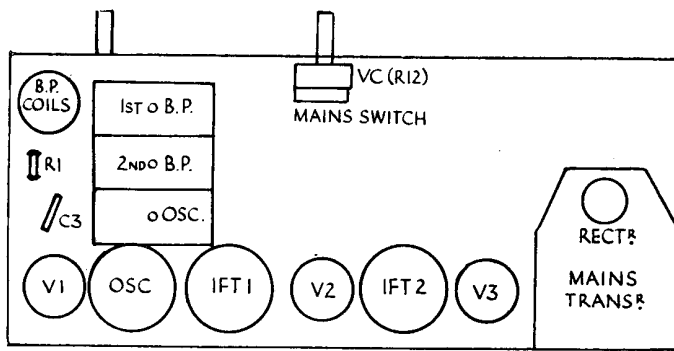 B.P.
COILS
1ST B.P.
VC (R12)
MAINS SWITCH
R1
2ND B.P.
C3
OSC.
RECTR.
MAINS
TRANSR.
V1
OSC
IFT1
V2
IFT2
V3